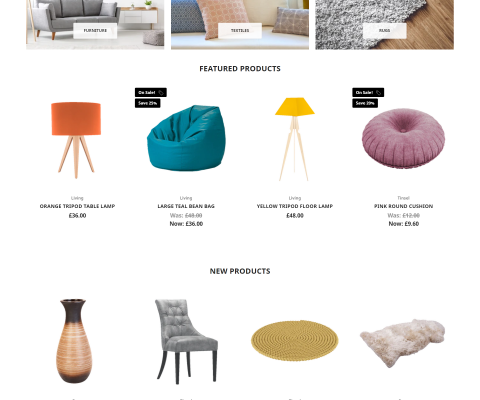 FURNITURE
TEXTILES
RUGS
FEATURED PRODUCTS
On Sale!
Save 25%
On Sale!
Save 20%
Living
ORANGE TRIPOD TABLE LAMP
£36.00
Living
LARGE TEAL BEAN BAG
Was: £48.00
Now: £36.00
Living
YELLOW TRIPOD FLOOR LAMP
£48.00
PINK ROUND CUSHION
Was: £12.00
Now: £9.60
NEW PRODUCTS